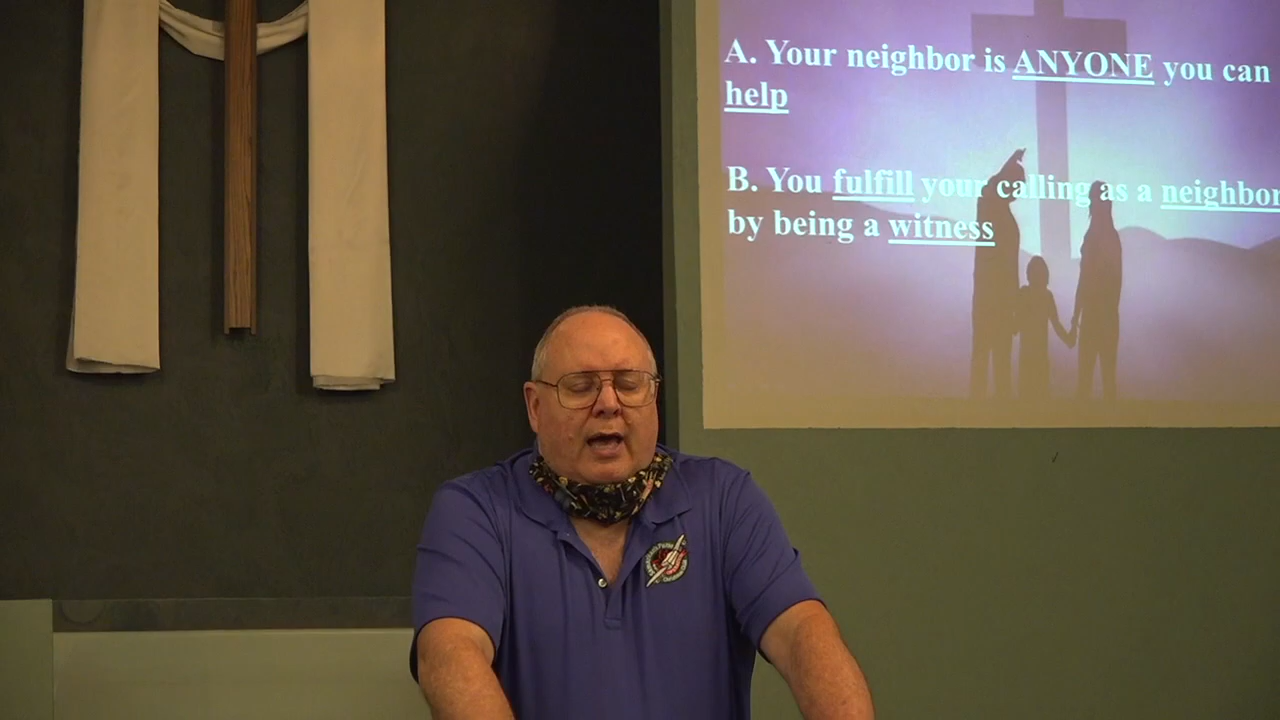 A. Your neighbor is ANYONE you can
help
B. You fulfill your calling as a neighbor
by being a witness